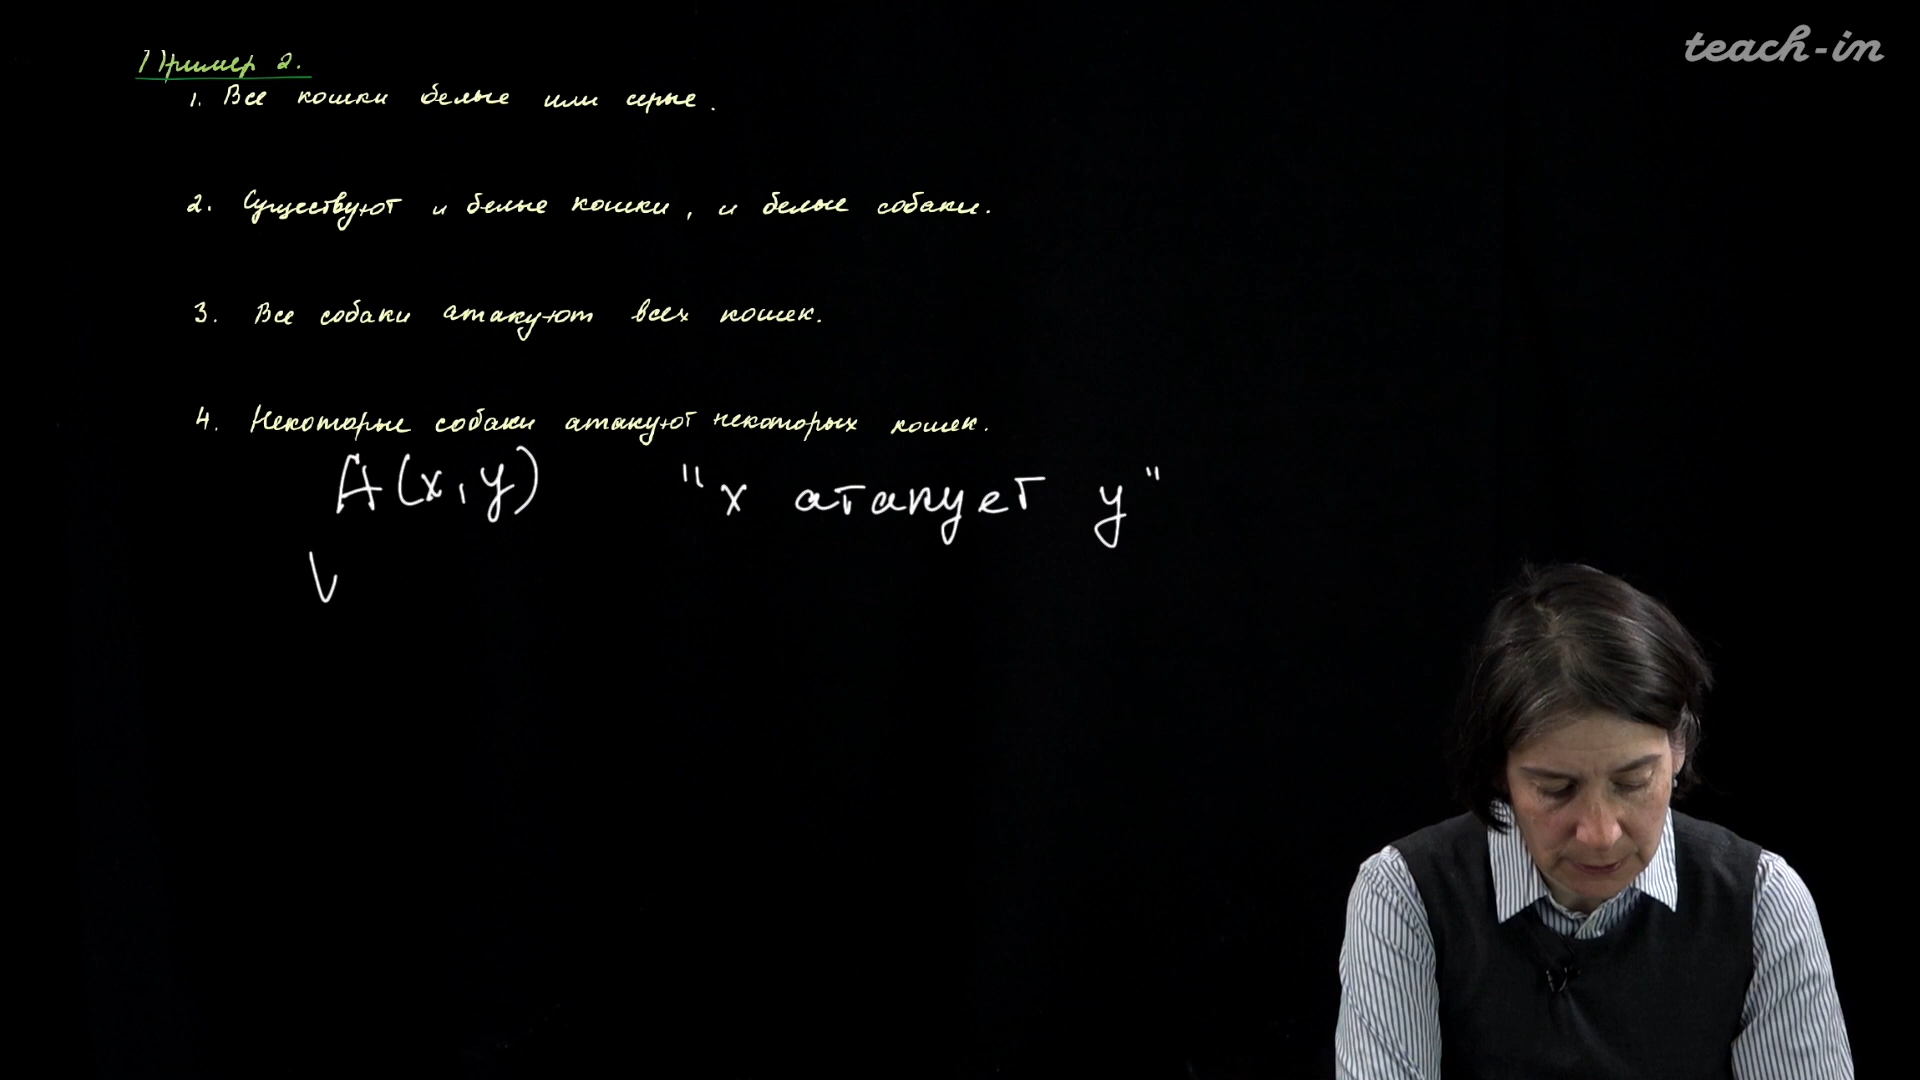 teach-in
Пример 2.
1. Все кошки белые или серые.
2. Существуют и белые кошки, и белые собаки.
3. Все собаки атакуют всех кошек.
4. Некоторые собаки атакуют некоторых кошек.
A(x,y) "x атакует y"